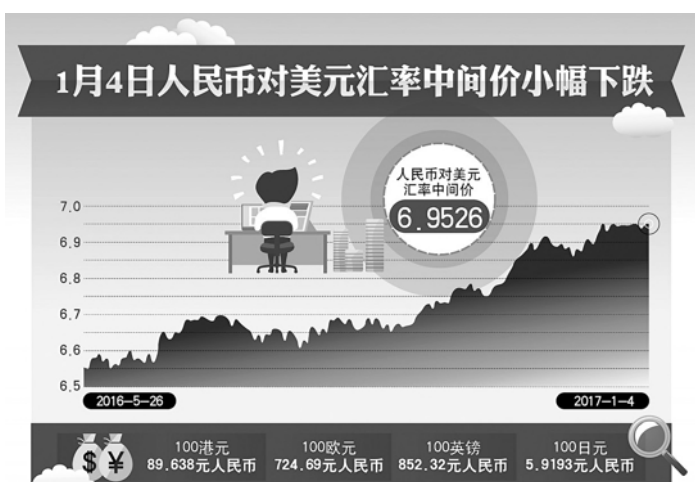 1月4日人民币对美元汇率中间价小幅下跌
人民币对美元
汇率中间价
6.9526
7.0
6.9
6.8
6.7
6.6
6.5
2016—5—26
2017—1—4
$ ¥
100港元
89.638元人民币
100欧元
724.69元人民币
100英镑
852.32元人民币
100日元
5.9193元人民币